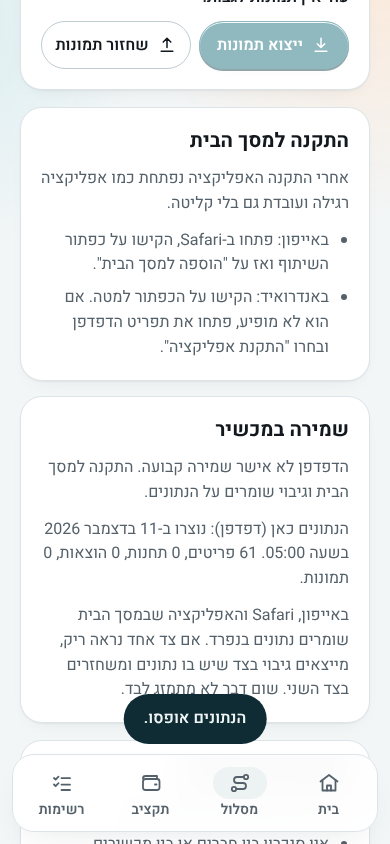 ייצוא תמונות
שחזור תמונות
התקנה למסך הבית
אחרי התקנה האפליקציה נפתחת כמו אפליקציה
רגילה ועובדת גם בלי קליטה.
• באייפון: פתחו ב-Safari, הקישו על כפתור
השיתוף ואז על "הוספה למסך הבית".
• באנדרואיד: הקישו על הכפתור למטה. אם
הוא לא מופיע, פתחו את תפריט הדפדפן
ובחרו "התקנת אפליקציה".
שמירה במכשיר
הדפדפן לא אישר שמירה קבועה. התקנה למסך
הבית וגיבוי שומרים על הנתונים.
הנתונים כאן (דפדפן): נוצרו ב-11 בדצמבר 2026
בשעה 05:00. 61 פריטים, 0 תחנות, 0 הוצאות, 0
תמונות.
באייפון, Safari והאפליקציה שבמסך הבית
שומרים נתונים בנפרד. אם צד אחד נראה ריק,
מייצאים גיבוי בצד שיש בו נתונים ומשחזרים
בצד השני. שום דבר לא מתמזג לבד.
הנתונים אופסו.
בית
מסלול
תקציב
רשימות